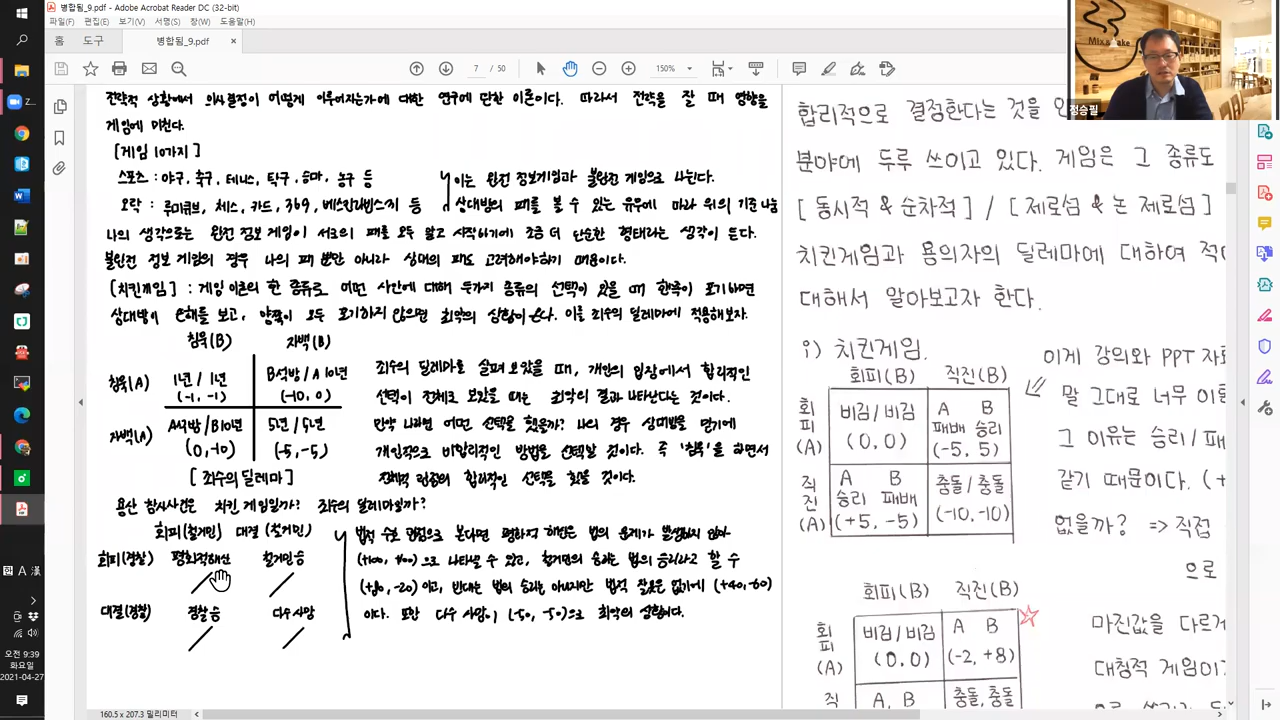 병합됨_9.pdf - Adobe Acrobat Reader DC (32-bit)
파일(F) 편집(E) 보기(V) 서명(S) 창(W) 도움말(H)
홈 도구 병합됨_9.pdf ×
7 / 50 150%
전략적 상황에서 의사결정이 어떻게 이루어지는가에 대한 연구에 관한 이론이다. 따라서 전략을 잘 때 영향을
게임에 미친다.
[게임 10가지]
스포츠 : 야구, 축구, 테니스, 탁구, 승마, 농구 등
이는 완전 정보게임과 불완전 게임으로 나뉜다.
오락 : 루미큐브, 체스, 카드, 369, 베스킨라빈스31 등
상대방의 패를 볼 수 있는 유무에 따라 위의 기준 나눔
나의 생각으로는 완전 정보 게임이 서로의 패를 모두 알고 시작하기에 조금 더 단순한 형태라는 생각이 든다.
불완전 정보 게임의 경우 나의 패 뿐만 아니라 상대의 패도 고려해야하기 때문이다.
[치킨게임] : 게임 이론의 한 종류로 어떤 사안에 대해 두가지 종류의 선택이 있을 때 한쪽이 포기하면
상대방이 손해를 보고, 양쪽이 모두 포기하지 않으면 최악의 상황이 온다. 이를 죄수의 딜레마에 적용해보자.
침묵(B) 자백(B)
침묵(A) 1년 / 1년 B석방 / A 10년
(-1, -1) (-10, 0)
자백(A) A석방 / B10년 5년 / 5년
(0, -10) (-5, -5)
[죄수의 딜레마]
죄수의 딜레마를 살펴 보았을 때, 개인의 입장에서 합리적인
선택이 전체로 보았을 때는 최악의 결과 나타난다는 것이다.
만약 나라면 어떤 선택을 했을까? 나의 경우 상대방을 믿기에
개인적으로 비합리적인 방법을 선택할 것이다. 즉 '침묵'을 하면서
전체적 합리적인 선택을 했을 것이다.
용산 참사사건은 치킨 게임일까? 죄수의 딜레마일까?
회피(철거민) 대결(철거민)
회피(경찰) 평화적해산 철거민 승
대결(경찰) 경찰 승 다수 사망
법적 수호 관점으로 본다면 평화적 해산은 법의 문제가 발생하지 않아
(+100, +100) 으로 나타낼 수 있고, 철거민의 승리는 법의 승리라고 할 수
(+80, -20) 이고, 반대는 법의 승리는 아니지만 법적 잘못은 없기에 (+40, -60)
이다. 또한 다수 사망이 (-50, -50)으로 최악의 상황이다.
160.5 x 207.3 밀리미터
합리적으로 결정한다는 것을
분야에 두루 쓰이고 있다. 게임은 그 종류도
[동시적 & 순차적] / [제로섬 & 논 제로섬]
치킨게임과 용의자의 딜레마에 대하여 적
대해서 알아보고자 한다.
i) 치킨게임.
회피(B) 직진(B)
회피(A) 비김/비김 A B
패배 승리
(0,0) (-5, 5)
직진(A) A B 충돌/충돌
승리 패배
(+5, -5) (-10, -10)
이게 강의와 PPT 자료
말 그대로 너무 이
그 이유는 승리/패
같기 때문이다. (+
없을까? => 직접
으로
회피(B) 직진(B)
회피(A) 비김/비김 A B
(0.0) (-2, +8)
직 A, B 충돌, 충돌
마진값을 다르게
대칭적 게임이
Mix&Bake
정승필
한 A 漢
오전 9:39
화요일
2021-04-27